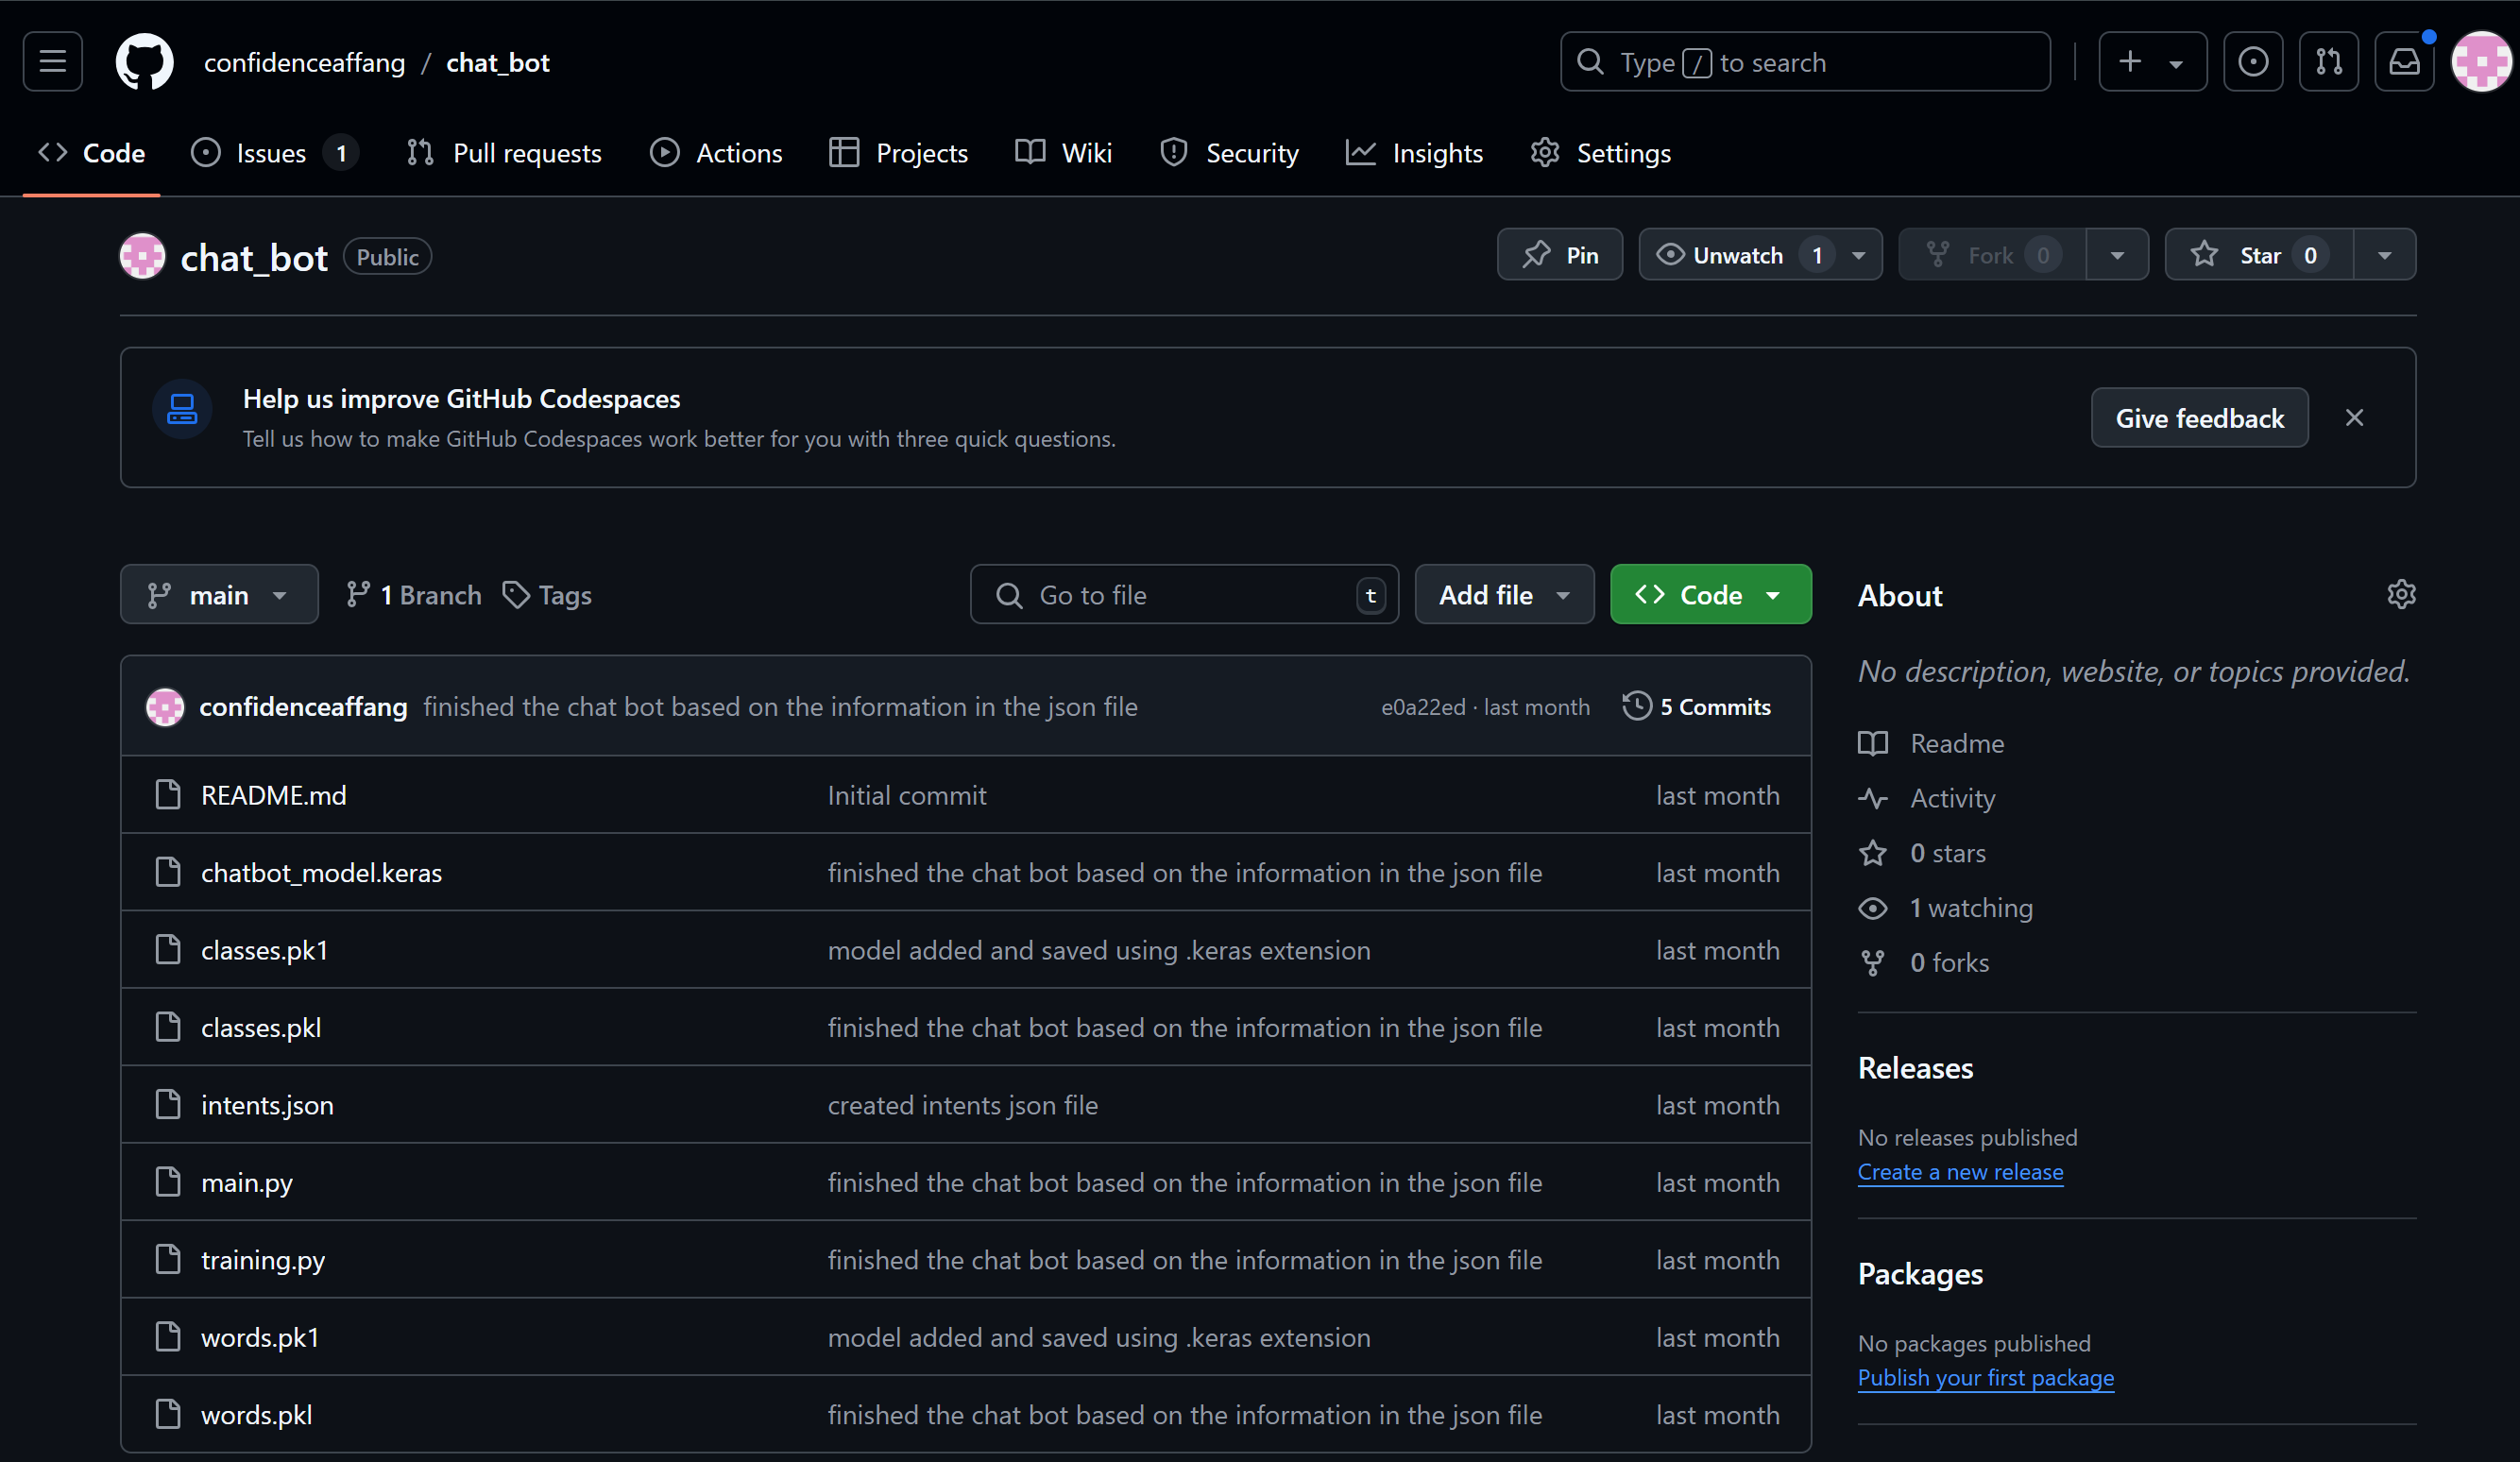 confidenceaffang / chat_bot
Type / to search
Code
Issues 1
Pull requests
Actions
Projects
Wiki
Security
Insights
Settings
chat_bot Public
Pin
Unwatch 1
Fork 0
Star 0
Help us improve GitHub Codespaces
Tell us how to make GitHub Codespaces work better for you with three quick questions.
Give feedback
main
1 Branch
Tags
Go to file t
Add file
Code
confidenceaffang finished the chat bot based on the information in the json file e0a22ed · last month 5 Commits
README.md Initial commit last month
chatbot_model.keras finished the chat bot based on the information in the json file last month
classes.pk1 model added and saved using .keras extension last month
classes.pkl finished the chat bot based on the information in the json file last month
intents.json created intents json file last month
main.py finished the chat bot based on the information in the json file last month
training.py finished the chat bot based on the information in the json file last month
words.pk1 model added and saved using .keras extension last month
words.pkl finished the chat bot based on the information in the json file last month
About
No description, website, or topics provided.
Readme
Activity
0 stars
1 watching
0 forks
Releases
No releases published
Create a new release
Packages
No packages published
Publish your first package